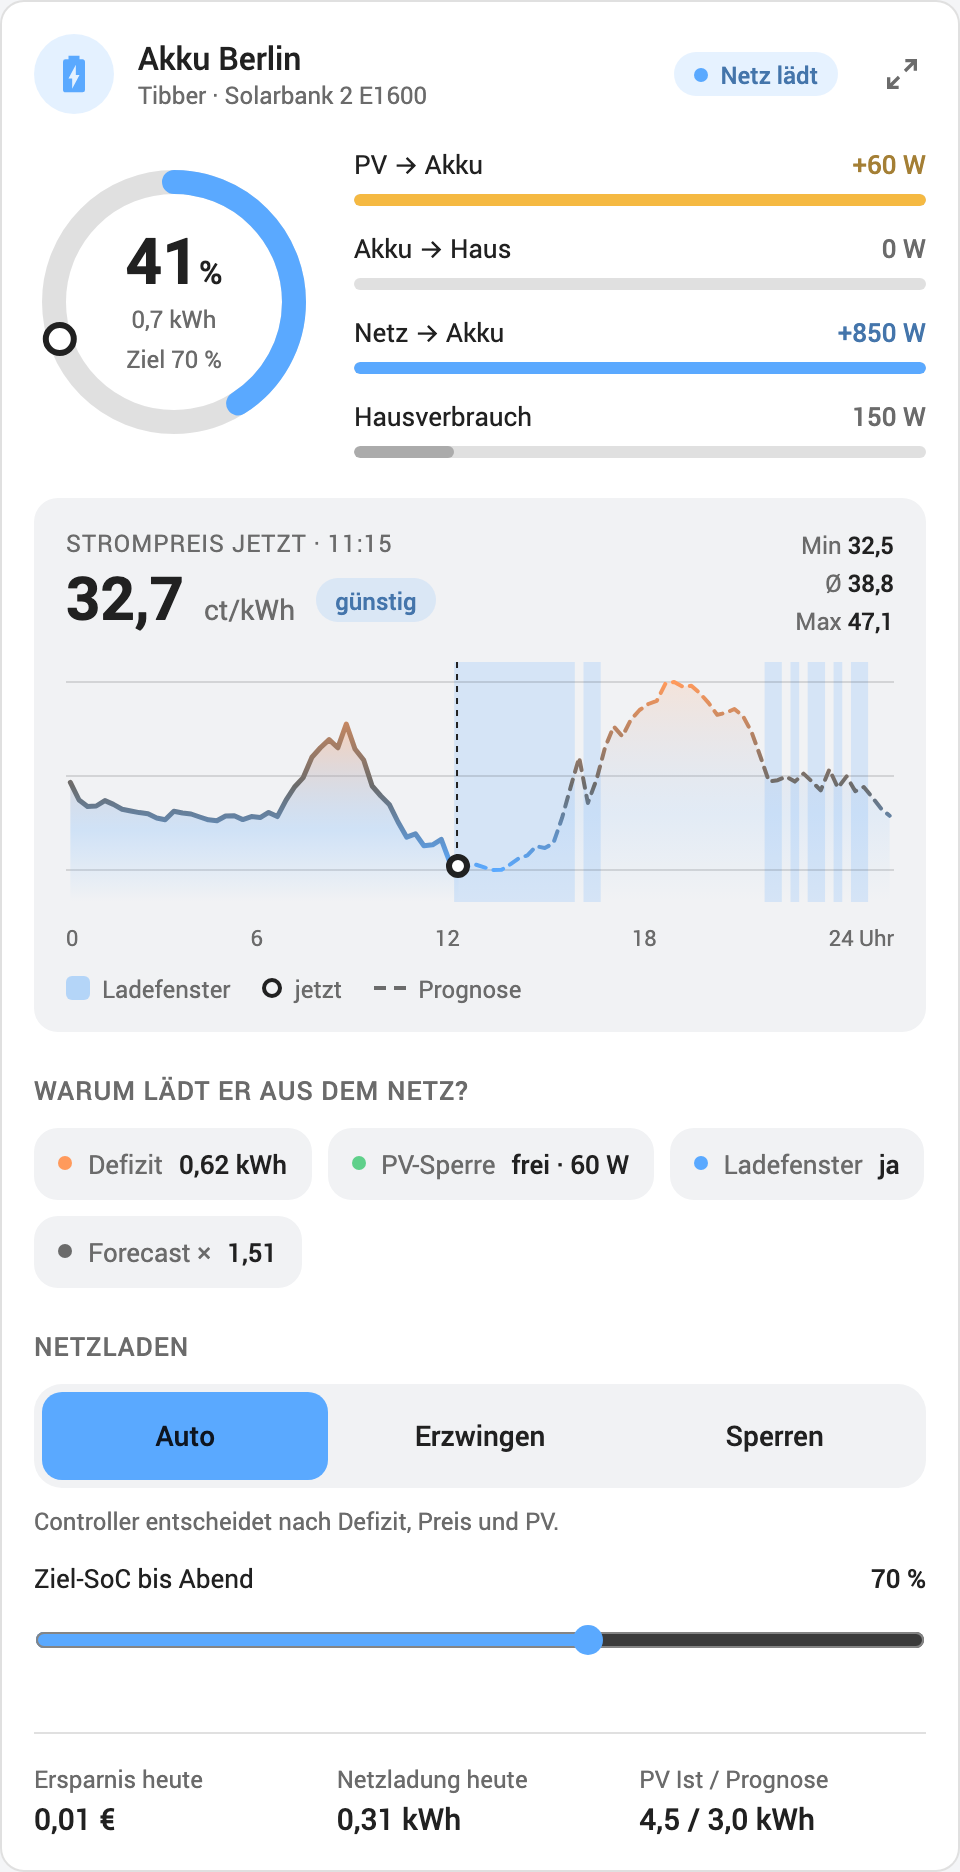 Akku Berlin
Tibber · Solarbank 2 E1600
Netz lädt
41%
0,7 kWh
Ziel 70 %
PV → Akku +60 W
Akku → Haus 0 W
Netz → Akku +850 W
Hausverbrauch 150 W
STROMPREIS JETZT · 11:15
32,7 ct/kWh günstig
Min 32,5
Ø 38,8
Max 47,1
0 6 12 18 24 Uhr
Ladefenster jetzt Prognose
WARUM LÄDT ER AUS DEM NETZ?
Defizit 0,62 kWh PV-Sperre frei · 60 W Ladefenster ja
Forecast × 1,51
NETZLADEN
Auto Erzwingen Sperren
Controller entscheidet nach Defizit, Preis und PV.
Ziel-SoC bis Abend 70 %
Ersparnis heute Netzladung heute PV Ist / Prognose
0,01 € 0,31 kWh 4,5 / 3,0 kWh